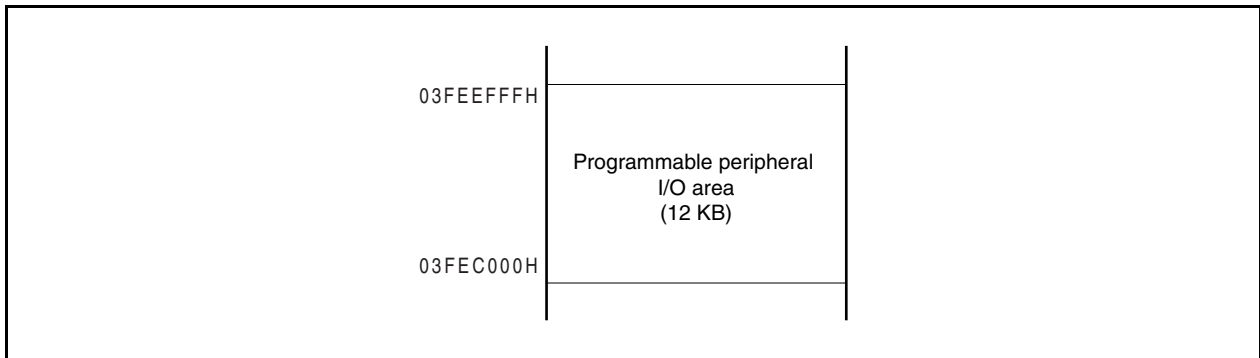 03FEEFFFH
Programmable peripheral
I/O area
(12 KB)
03FEC000H